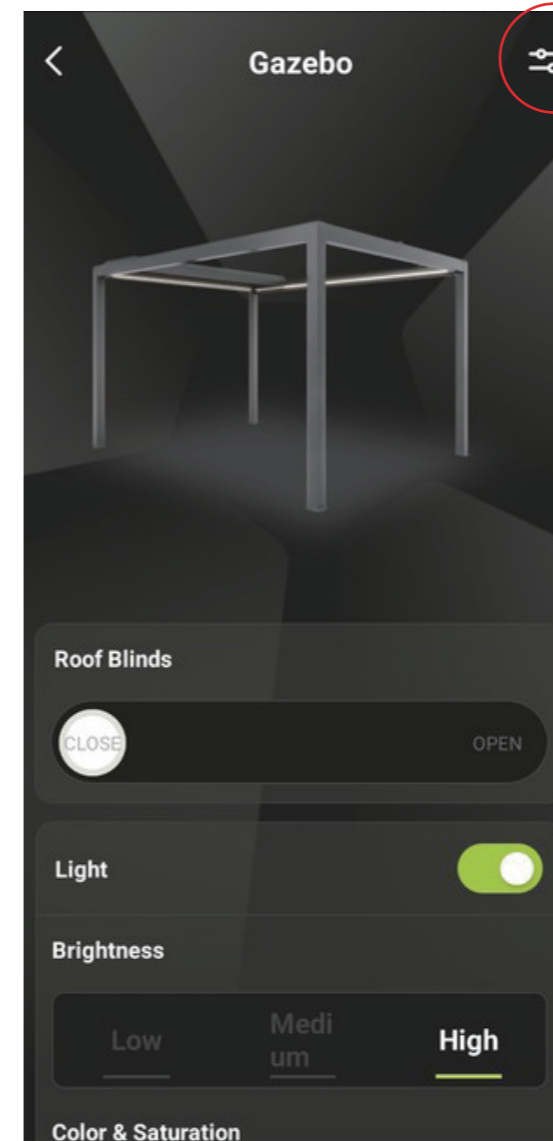 Gazebo
Roof Blinds
CLOSE
OPEN
Light
Brightness
Low
Medi
um
High
Color & Saturation